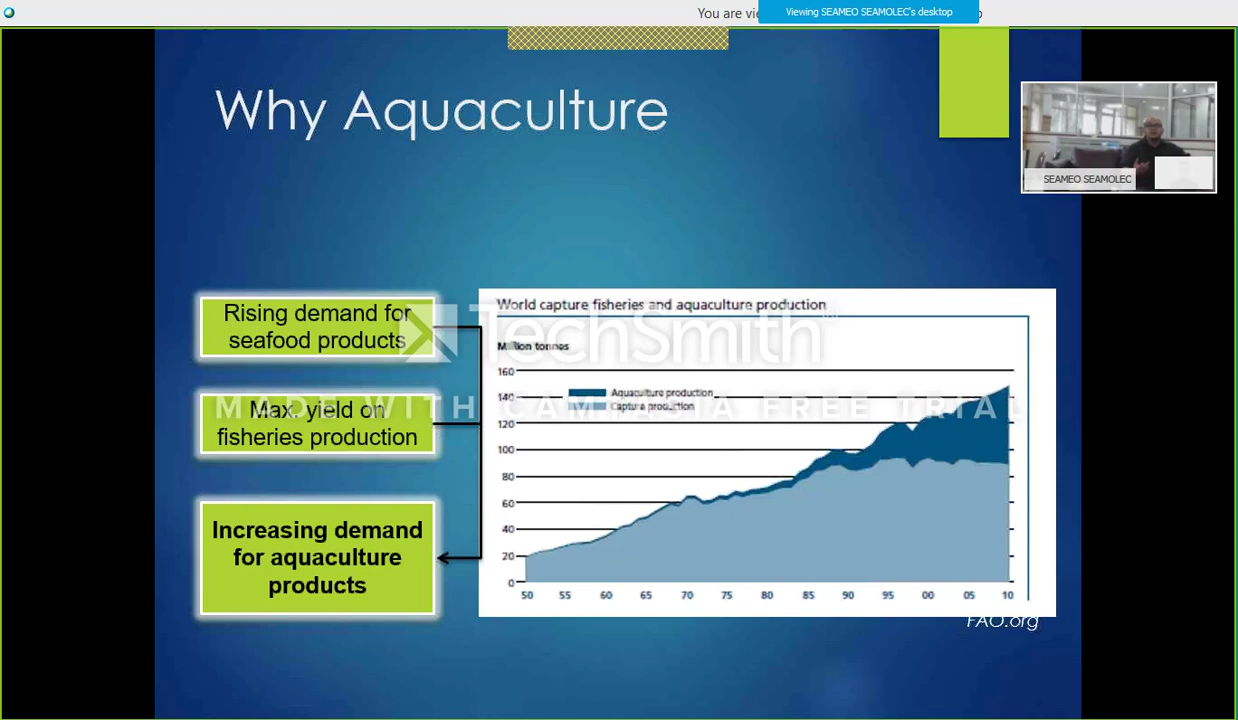 You are vie
Viewing SEAMEO SEAMOLEC's desktop
Why Aquaculture
SEAMEO SEAMOLEC
Rising demand for
seafood products
Max. yield on
fisheries production
Increasing demand
for aquaculture
products
World capture fisheries and aquaculture production
Million tonnes
160
140
120
100
80
60
40
20
0
Aquaculture production
Capture production
50 55 60 65 70 75 80 85 90 95 00 05 10
FAO.org
TechSmith
MADE WITH CAMTASIA FREE TRIAL